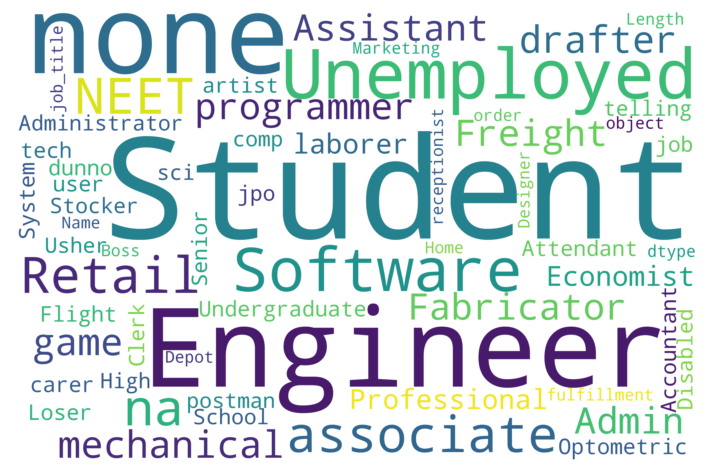 none
Assistant
Length
Marketing
drafter
job_title
Unemployed
NEET
artist
programmer
order
telling
object
Administrator
comp
laborer
receptionist
Freight
job
tech
dunno
sci
Student
user
jpo
Designer
System
Stocker
Name
Usher
Boss
Senior
Home
Attendant
dtype
Retail
Software
Economist
Flight
Clerk
Undergraduate
Fabricator
Accountant
Disabled
game
Depot
Engineer
carer
High
postman
Professional
fulfillment
Loser
na
School
associate
Admin
mechanical
Optometric